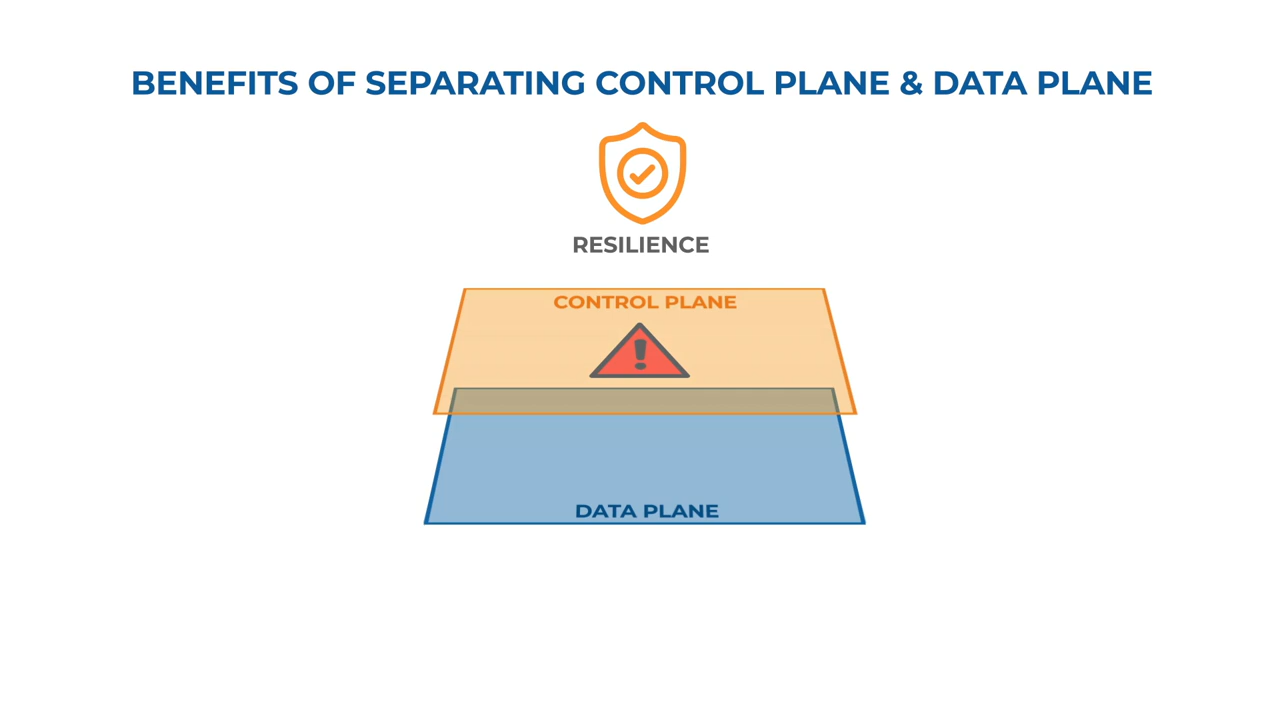 BENEFITS OF SEPARATING CONTROL PLANE & DATA PLANE
RESILIENCE
CONTROL PLANE
!
DATA PLANE